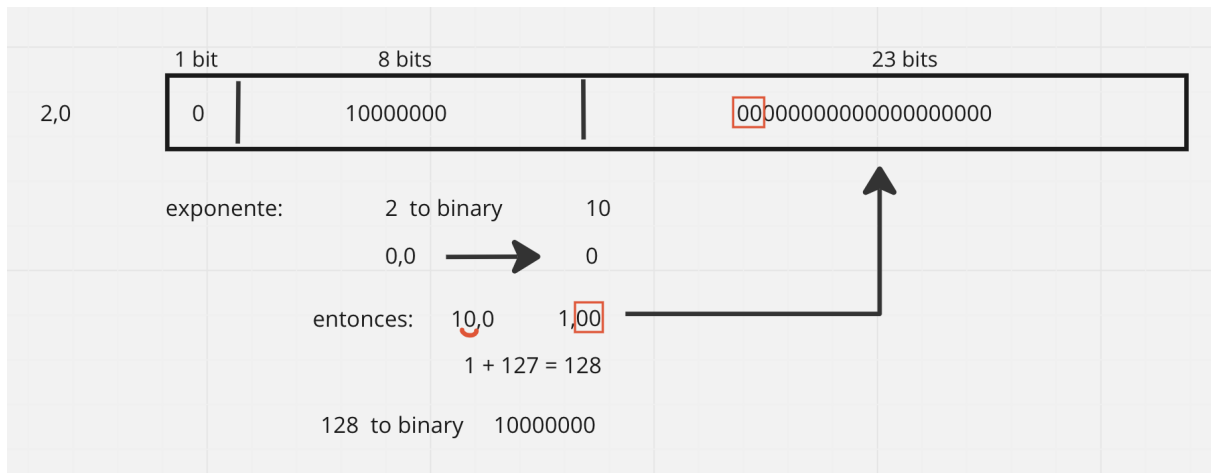 1 bit 8 bits 23 bits
2,0 0 10000000 00000000000000000000000
exponente: 2 to binary 10
0,0 0
entonces: 10,0 1,00
1 + 127 = 128
128 to binary 10000000